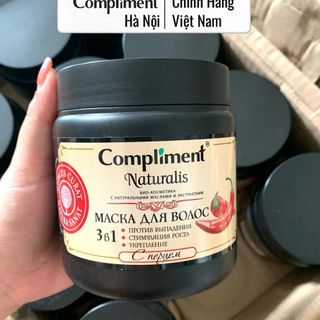 Compliment
Hà Nội
Chính Hãng
Việt Nam
Compliment®
Naturalis
БИО-КОСМЕТИКА
С НАТУРАЛЬНЫМИ МАСЛАМИ И ЭКСТРАКТАМИ
МАСКА ДЛЯ ВОЛОС
3в1
• ПРОТИВ ВЫПАДЕНИЯ
• СТИМУЛЯЦИЯ РОСТА
• УКРЕПЛЕНИЕ
С перцем